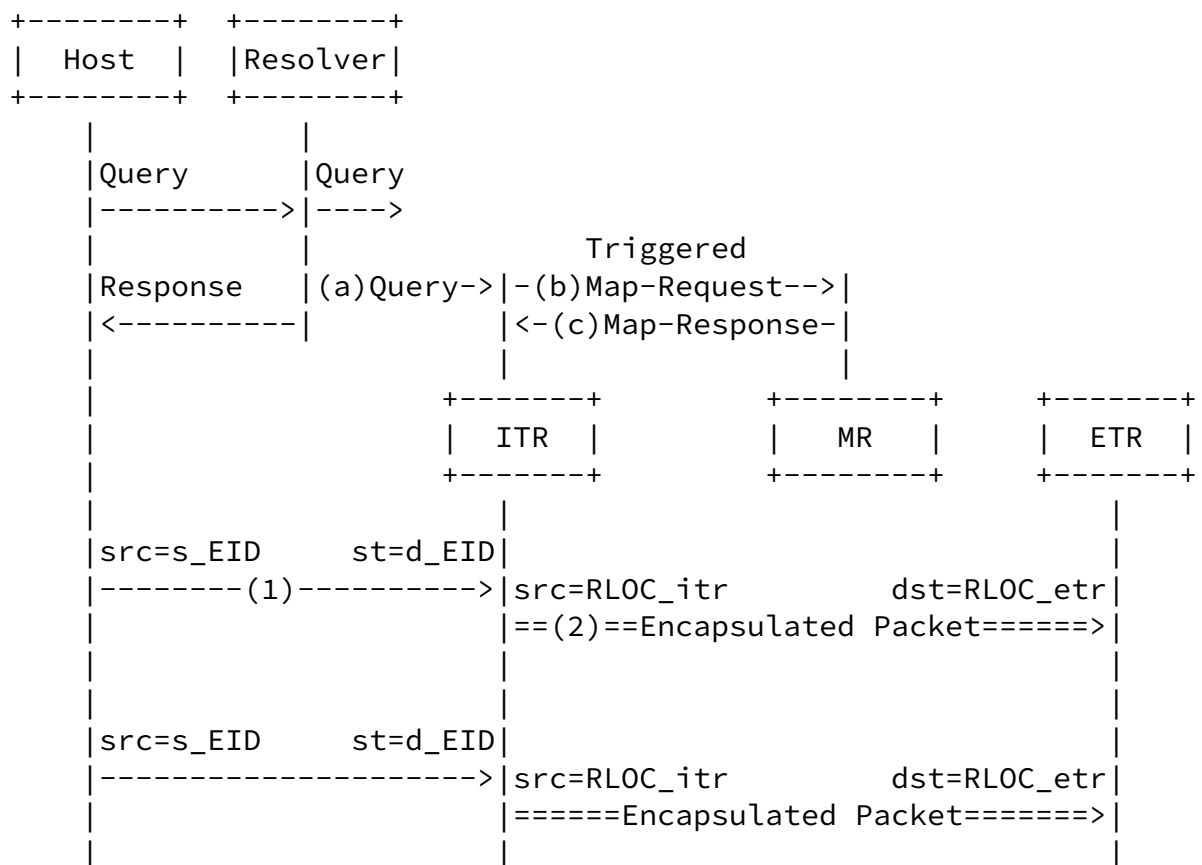 +--------+  +--------+
|  Host  |  |Resolver|
+--------+  +--------+
    |          |
    |Query     |Query
    |--------->|---->
    |          |             Triggered
    |Response  |(a)Query->|-(b)Map-Request-->|
    |<----------|         |<-(c)Map-Response-|
    |                     |                  |
    |                 +-------+         +--------+     +-------+
    |                 |  ITR  |         |   MR   |     |  ETR  |
    |                 +-------+         +--------+     +-------+
    |                     |                                |
    |src=s_EID     st=d_EID|                               |
    |--------(1)---------->|src=RLOC_itr       dst=RLOC_etr|
    |                     |==(2)==Encapsulated Packet======>|
    |                     |                                |
    |                     |                                |
    |src=s_EID     st=d_EID|                               |
    |--------------------->|src=RLOC_itr       dst=RLOC_etr|
    |                     |======Encapsulated Packet=======>|
    |                     |                                |